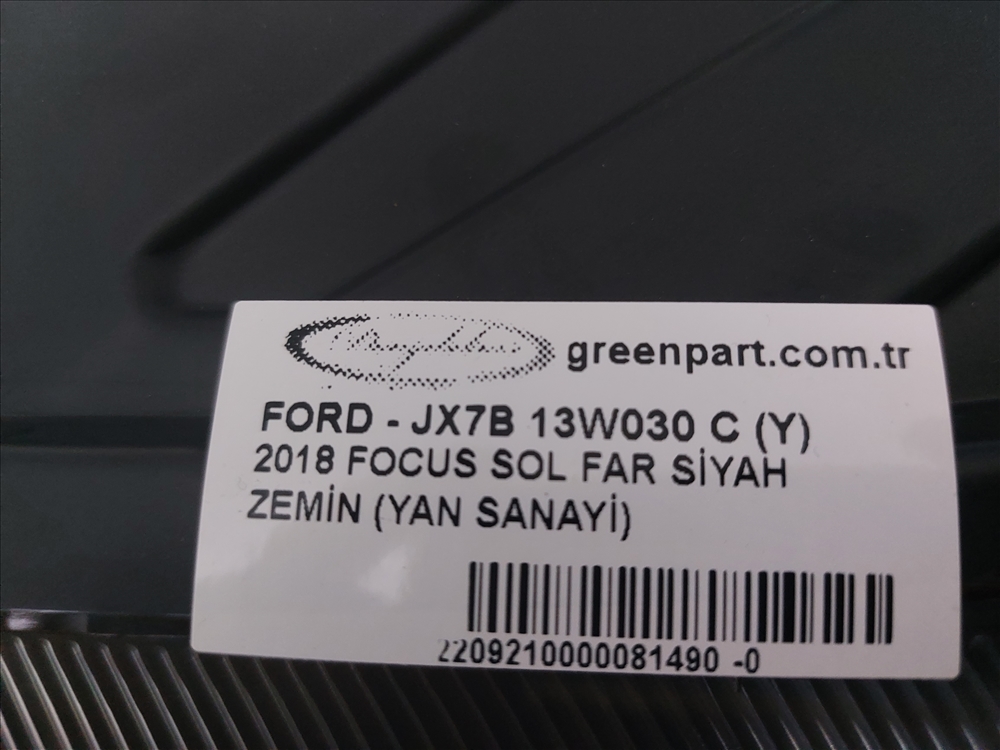 greenpart.com.tr
FORD - JX7B 13W030 C (Y)
2018 FOCUS SOL FAR SİYAH
ZEMİN (YAN SANAYİ)
2209210000081490 -0